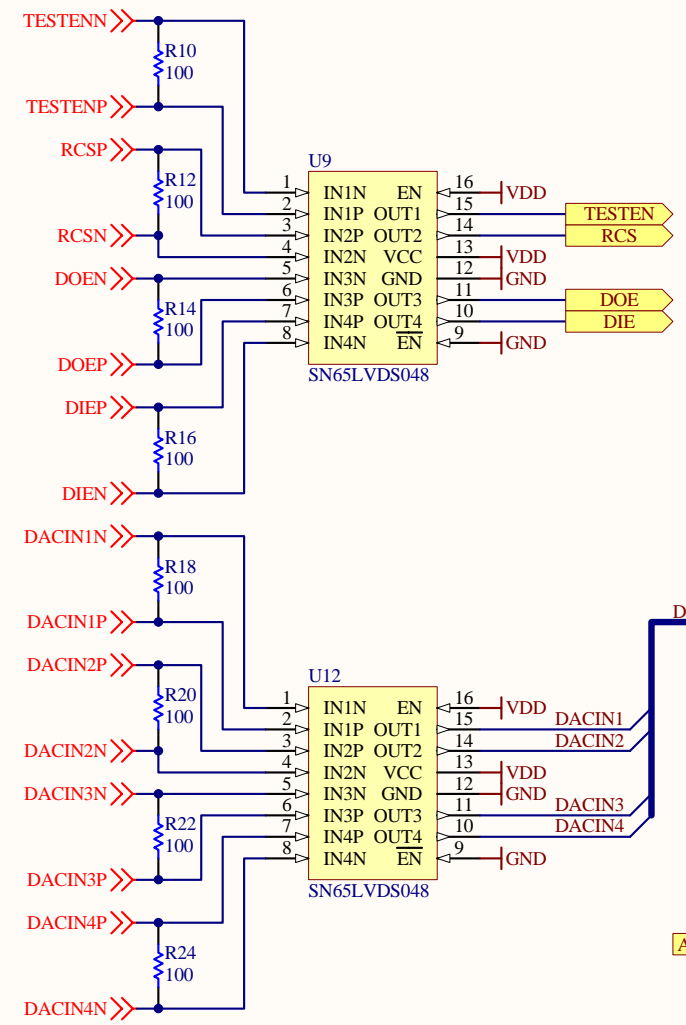 TESTENN
R10
100
TESTENP
RCSP
R12
100
RCSN
DOEN
R14
100
DOEP
DIEP
R16
100
DIEN
U9
1 IN1N EN 16 VDD
2 IN1P OUT1 15 TESTEN
3 IN2P OUT2 14 RCS
4 IN2N VCC 13 VDD
5 IN3N GND 12 GND
6 IN3P OUT3 11 DOE
7 IN4P OUT4 10 DIE
8 IN4N EN 9 GND
SN65LVDS048
DACIN1N
R18
100
DACIN1P
DACIN2P
R20
100
DACIN2N
DACIN3N
R22
100
DACIN3P
DACIN4P
R24
100
DACIN4N
U12
1 IN1N EN 16 VDD
2 IN1P OUT1 15 DACIN1
3 IN2P OUT2 14 DACIN2
4 IN2N VCC 13 VDD
5 IN3N GND 12 GND
6 IN3P OUT3 11 DACIN3
7 IN4P OUT4 10 DACIN4
8 IN4N EN 9 GND
SN65LVDS048